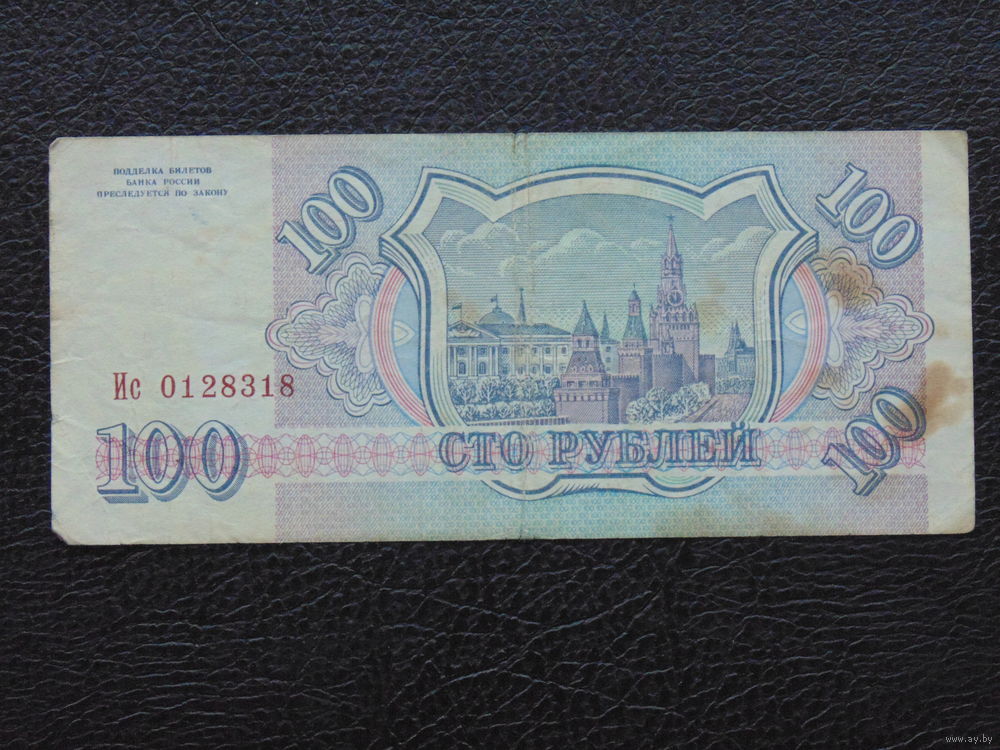 ПОДДЕЛКА БИЛЕТОВ
БАНКА РОССИИ
ПРЕСЛЕДУЕТСЯ ПО ЗАКОНУ
100
100
Ис 0128318
100
СТО РУБЛЕЙ
100
www.ay.by